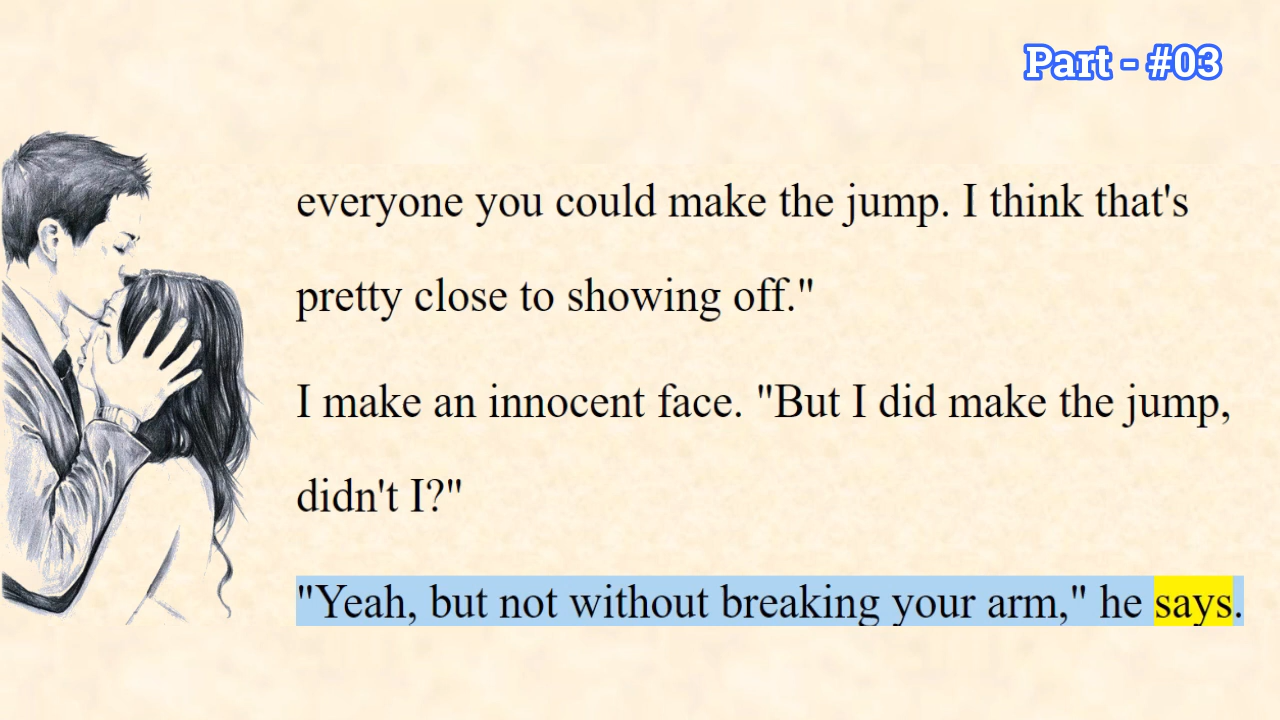 Part - #03
everyone you could make the jump. I think that's
pretty close to showing off."
I make an innocent face. "But I did make the jump,
didn't I?"
"Yeah, but not without breaking your arm," he says.